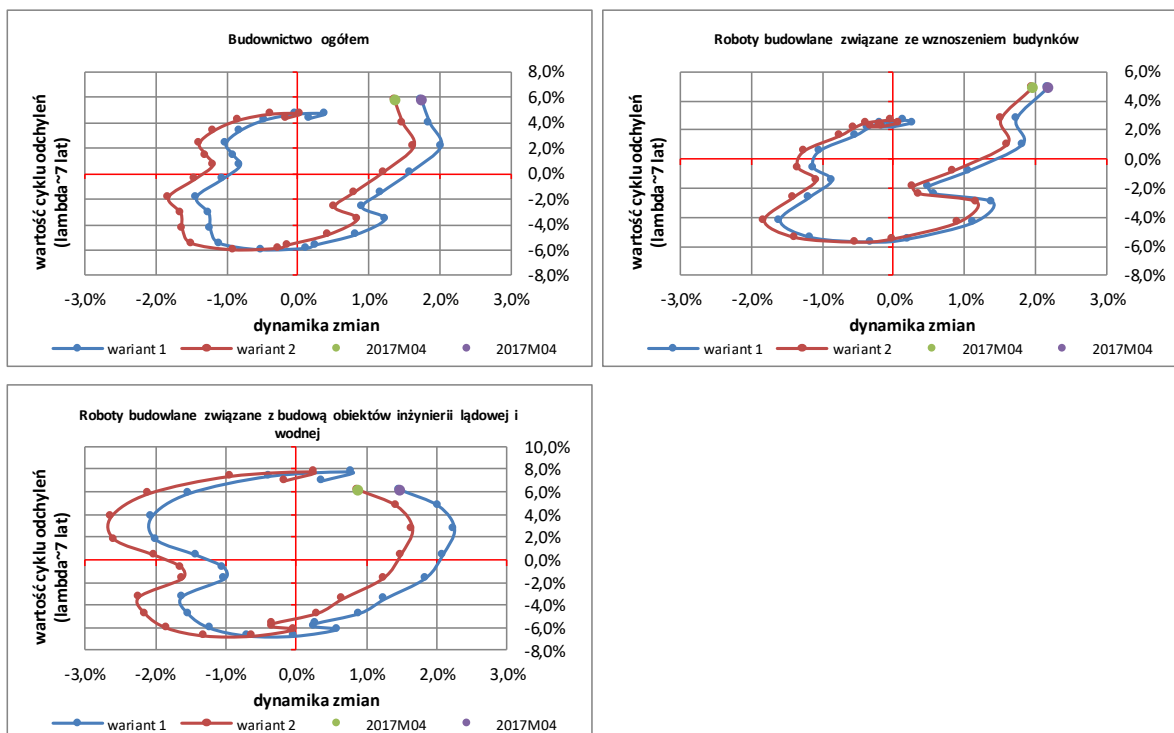 Budownictwo ogółem
8,0%
6,0%
4,0%
2,0%
0,0%
-2,0%
-4,0%
-6,0%
-8,0%
-3,0% -2,0% -1,0% 0,0% 1,0% 2,0% 3,0%
wartość cyklu odchyleń
(lambda~7 lat)
dynamika zmian
wariant 1 wariant 2 2017M04 2017M04
Roboty budowlane związane ze wznoszeniem budynków
6,0%
4,0%
2,0%
0,0%
-2,0%
-4,0%
-6,0%
-8,0%
-3,0% -2,0% -1,0% 0,0% 1,0% 2,0% 3,0%
wartość cyklu odchyleń
(lambda~7 lat)
dynamika zmian
wariant 1 wariant 2 2017M04 2017M04
Roboty budowlane związane z budową obiektów inżynierii lądowej i
wodnej
10,0%
8,0%
6,0%
4,0%
2,0%
0,0%
-2,0%
-4,0%
-6,0%
-8,0%
-3,0% -2,0% -1,0% 0,0% 1,0% 2,0% 3,0%
wartość cyklu odchyleń
(lambda~7 lat)
dynamika zmian
wariant 1 wariant 2 2017M04 2017M04